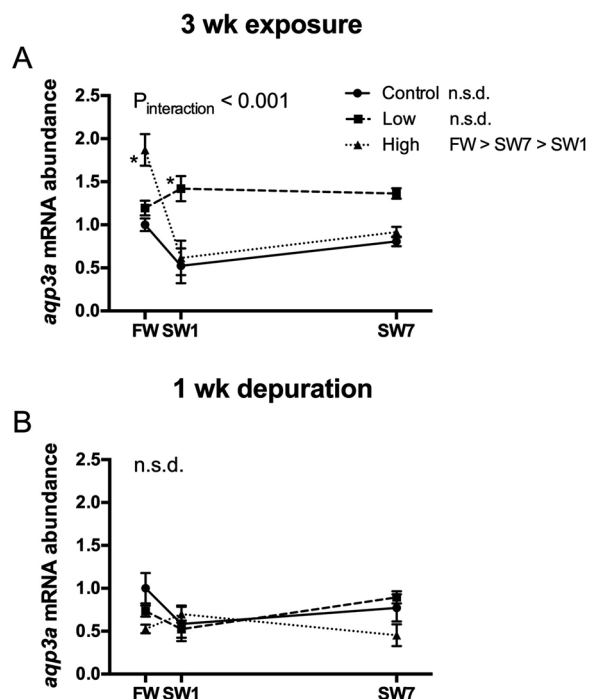 3 wk exposure
A
P interaction < 0.001
Control n.s.d.
Low n.s.d.
High FW > SW7 > SW1
aqp3a mRNA abundance
2.5
2.0
1.5
1.0
0.5
0.0
*
*
FW SW1 SW7
1 wk depuration
B
n.s.d.
aqp3a mRNA abundance
2.5
2.0
1.5
1.0
0.5
0.0
FW SW1 SW7